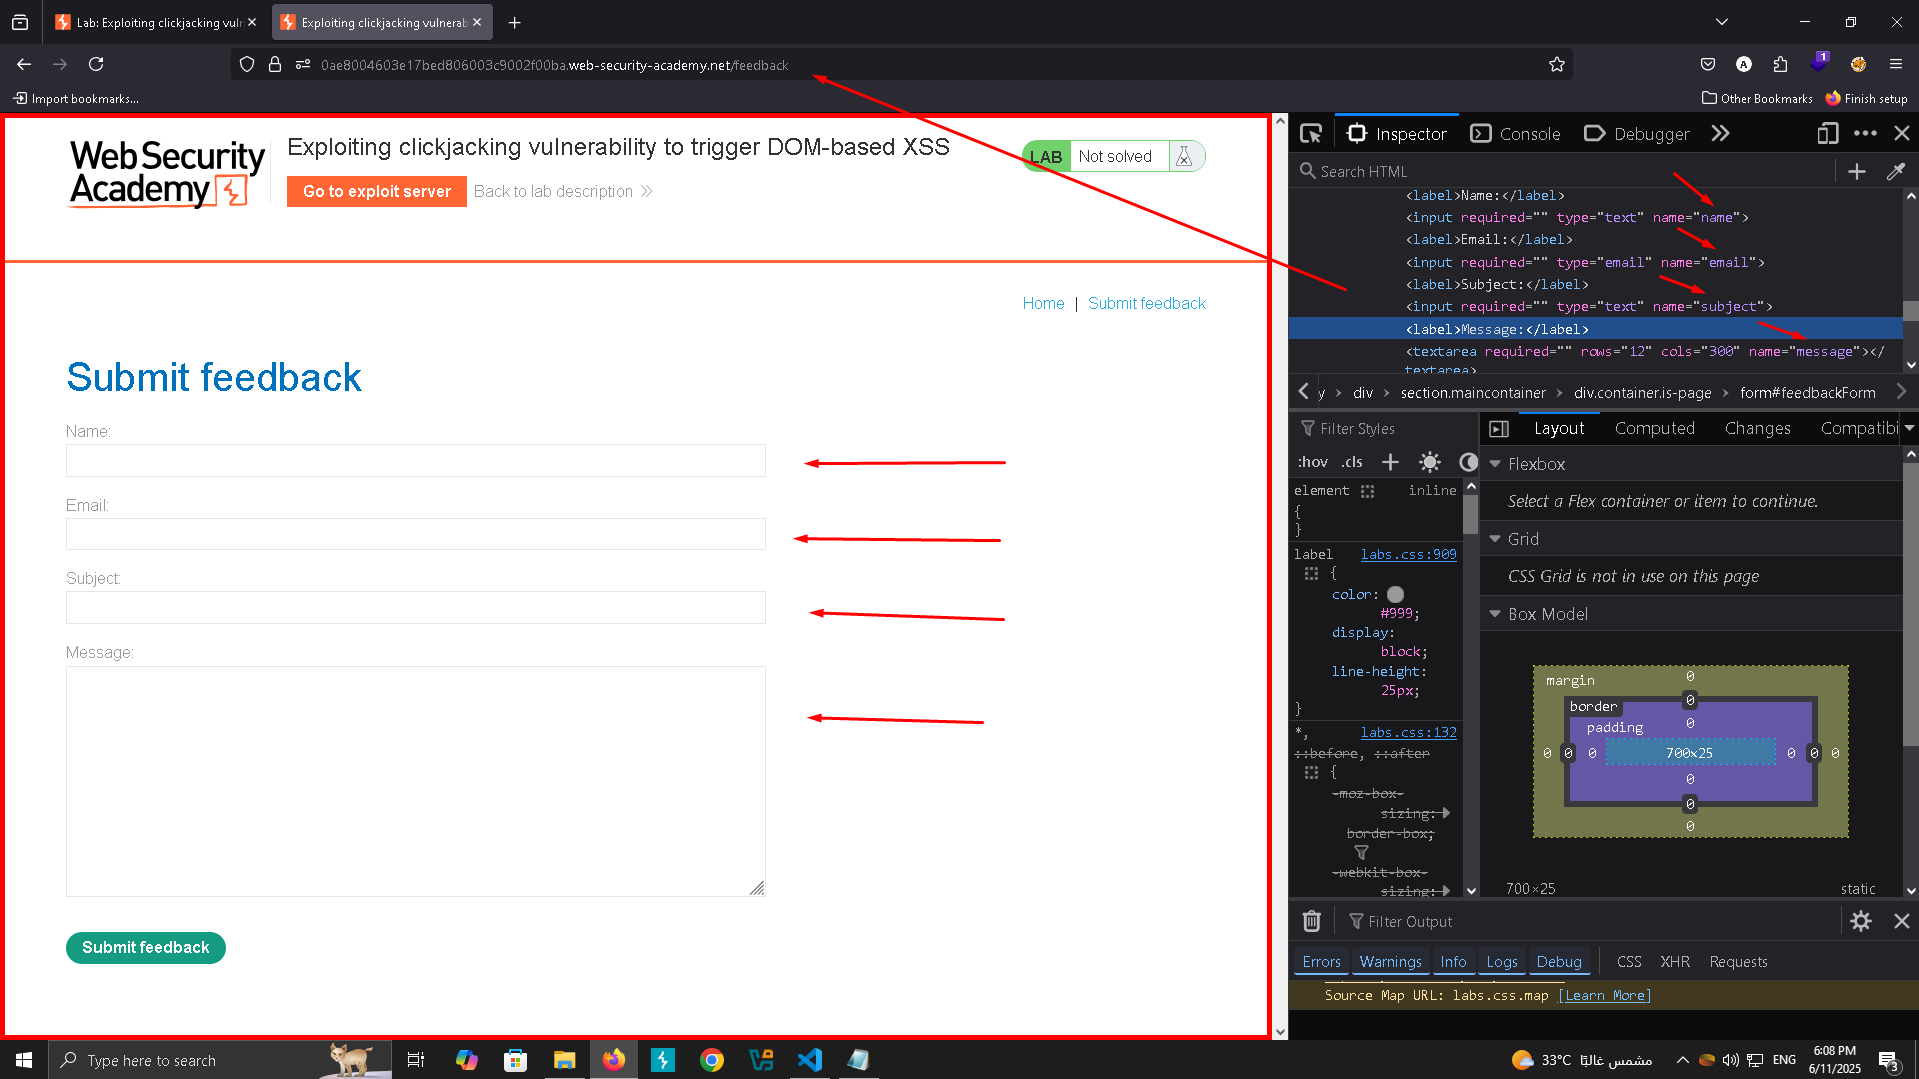 Lab: Exploiting clickjacking vuln
Exploiting clickjacking vulnerab
0ae8004603e17bed806003c9002f00ba.web-security-academy.net/feedback
A
1
Import bookmarks...
Other Bookmarks
Finish setup
WebSecurity
Academy
Exploiting clickjacking vulnerability to trigger DOM-based XSS
Go to exploit server
Back to lab description
LAB
Not solved
Home | Submit feedback
Submit feedback
Name:
Email:
Subject:
Message:
Submit feedback
Inspector
Console
Debugger
Search HTML
<label>Name:</label>
<input required="" type="text" name="name">
<label>Email:</label>
<input required="" type="email" name="email">
<label>Subject:</label>
<input required="" type="text" name="subject">
<label>Message:</label>
<textarea required="" rows="12" cols="300" name="message"></
textarea>
y
div
section.maincontainer
div.container.is-page
form#feedbackForm
Filter Styles
:hov .cls
element inline
{
}
label labs.css:909
{
color: #999;
display: block;
line-height: 25px;
}
*, labs.css:132
::before, ::after
{
-moz-box-sizing:
border-box;
-webkit-box-sizing:
Layout
Computed
Changes
Compatibi
Flexbox
Select a Flex container or item to continue.
Grid
CSS Grid is not in use on this page
Box Model
margin
0
border
0
padding
0
0 0 0 700×25 0 0 0
0
0
0
700×25
static
Filter Output
Errors
Warnings
Info
Logs
Debug
CSS
XHR
Requests
Source Map URL: labs.css.map [Learn More]
Type here to search
33°C مشمس غالبًا
ENG
6:08 PM
6/11/2025
3